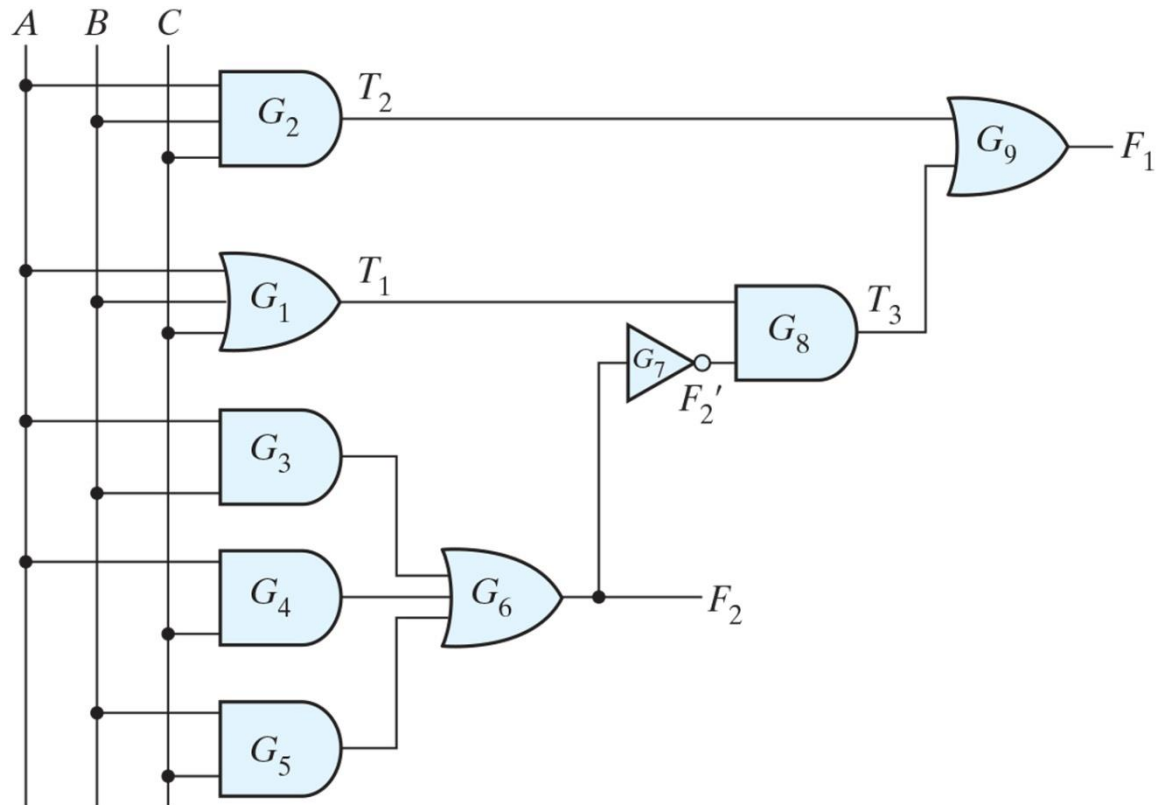 A B C
G₂ T₂
G₉ F₁
G₁ T₁
G₈ T₃
G₇
F₂′
G₃
G₄
G₆ F₂
G₅